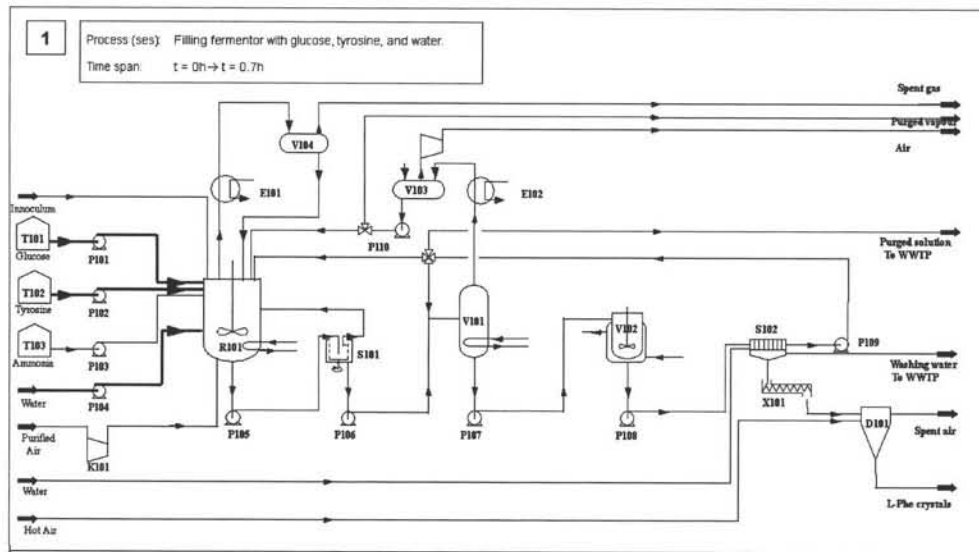 1
Process (ses): Filling fermentor with glucose, tyrosine, and water.
Time span: t = 0h→ t = 0.7h
Spent gas
Purged vapour
Air
V104
E101
V103
E102
Innoculum
T101
Glucose
P101
P110
Purged solution
To WWTP
T102
Tyrosine
P102
R101
S101
V101
V102
S102
P109
T103
Ammonia
P103
Washing water
To WWTP
X101
Water
P104
P105
P106
P107
P108
D101
Spent air
Purified
Air
K101
Water
L-Phe crystals
Hot Air